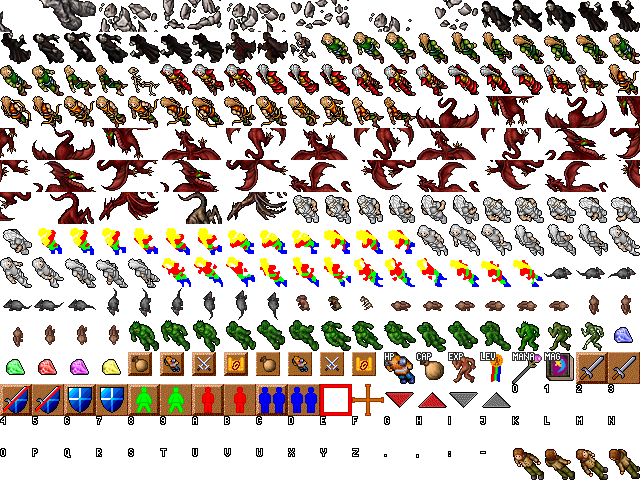 HP CAP EXP LEV MANA MAG
0 1 2 3
4 5 6 7 8 9 A B C D E F G H I J K L M N
O P Q R S T U V W X Y Z . , : -